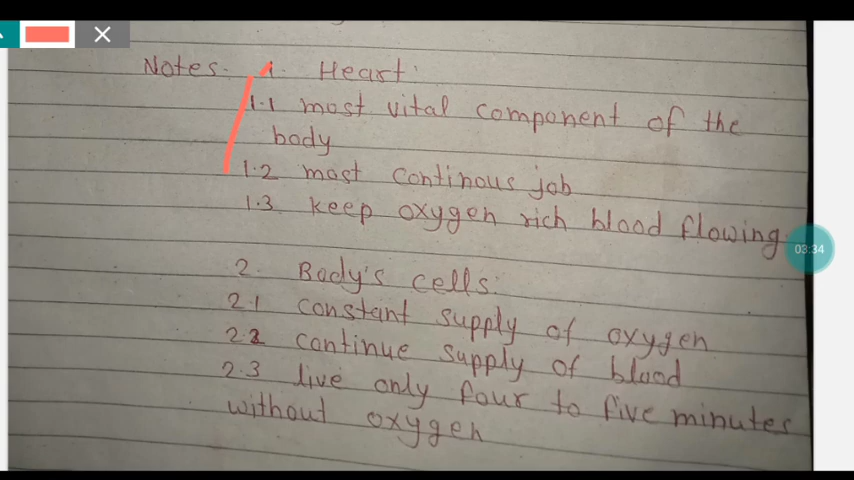 Notes. 1. Heart.
1.1 most vital component of the
body
1.2 most continous job
1.3 keep oxygen rich blood flowing.
03:34
2. Body's cells.
2.1 constant supply of oxygen
2.2 continue supply of blood
2.3 live only four to five minutes
without oxygen